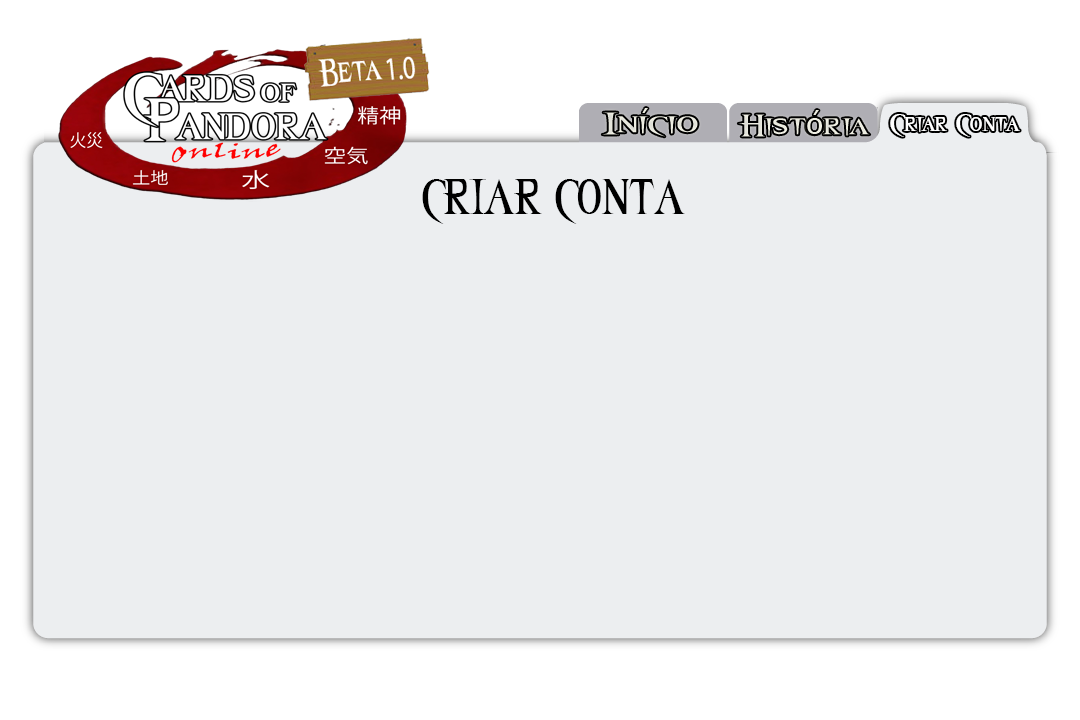 Beta 1.0
Cards of
Pandora
online
精神
火災
空気
土地
水
Início
História
Criar Conta
Criar Conta